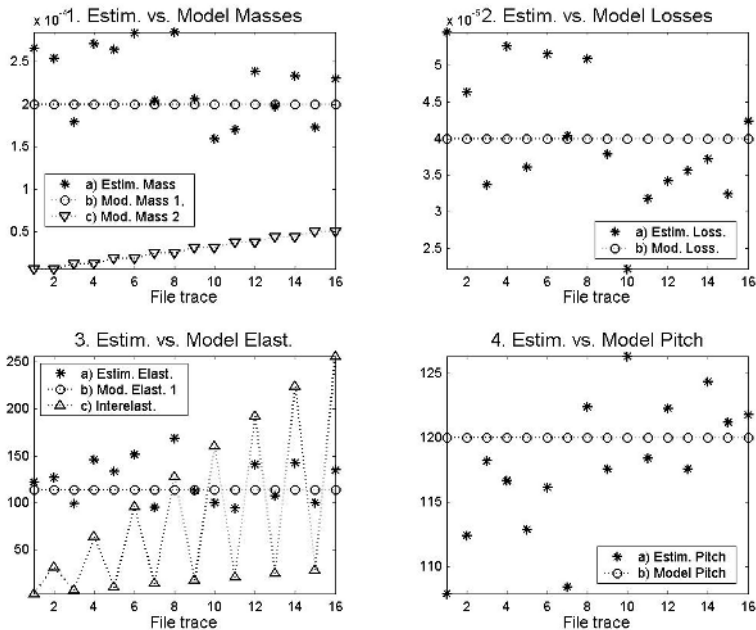 x 10⁻⁴ 1. Estim. vs. Model Masses
2.5
2
1.5
1
0.5
a) Estim. Mass
b) Mod. Mass 1,
c) Mod. Mass 2
2 4 6 8 10 12 14 16
File trace
x 10⁻⁵ 2. Estim. vs. Model Losses
5
4.5
4
3.5
3
2.5
a) Estim. Loss.
b) Mod. Loss.
2 4 6 8 10 12 14 16
File trace
3. Estim. vs. Model Elast.
250
200
150
100
50
a) Estim. Elast.
b) Mod. Elast. 1
c) Interelast.
2 4 6 8 10 12 14 16
File trace
4. Estim. vs. Model Pitch
125
120
115
110
a) Estim. Pitch
b) Model Pitch
2 4 6 8 10 12 14 16
File trace